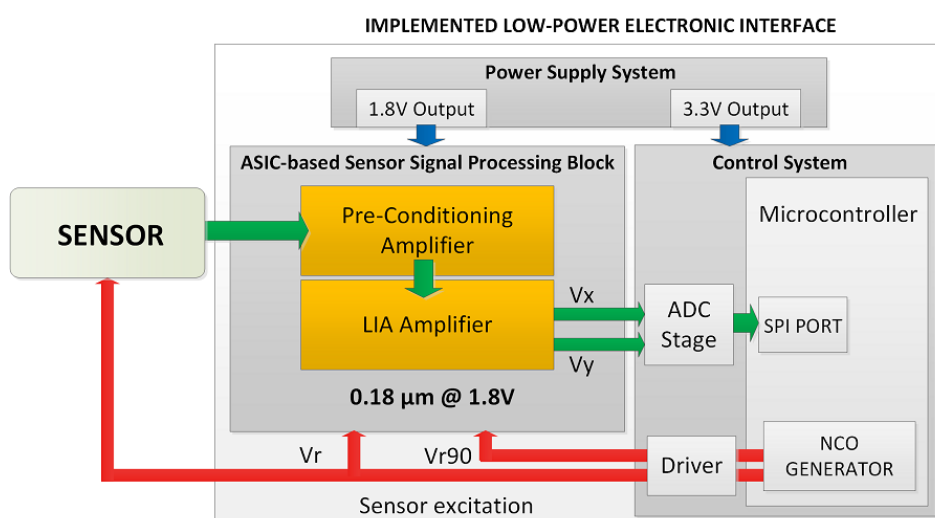 IMPLEMENTED LOW-POWER ELECTRONIC INTERFACE
Power Supply System
1.8V Output
3.3V Output
ASIC-based Sensor Signal Processing Block
Control System
SENSOR
Pre-Conditioning
Amplifier
Microcontroller
LIA Amplifier
Vx
Vy
ADC
Stage
SPI PORT
0.18 µm @ 1.8V
Vr
Vr90
Driver
NCO
GENERATOR
Sensor excitation